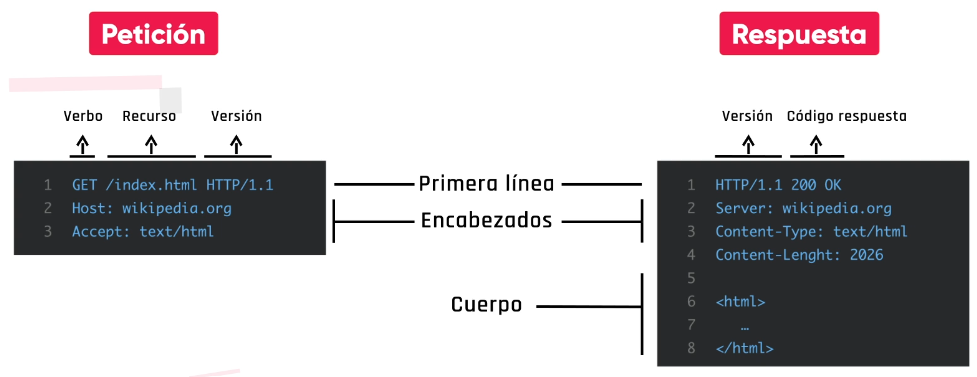 Petición
Respuesta
Verbo Recurso Versión
Versión Código respuesta
1 GET /index.html HTTP/1.1
2 Host: wikipedia.org
3 Accept: text/html
Primera línea
Encabezados
Cuerpo
1 HTTP/1.1 200 OK
2 Server: wikipedia.org
3 Content-Type: text/html
4 Content-Lenght: 2026
5
6 <html>
7 …
8 </html>